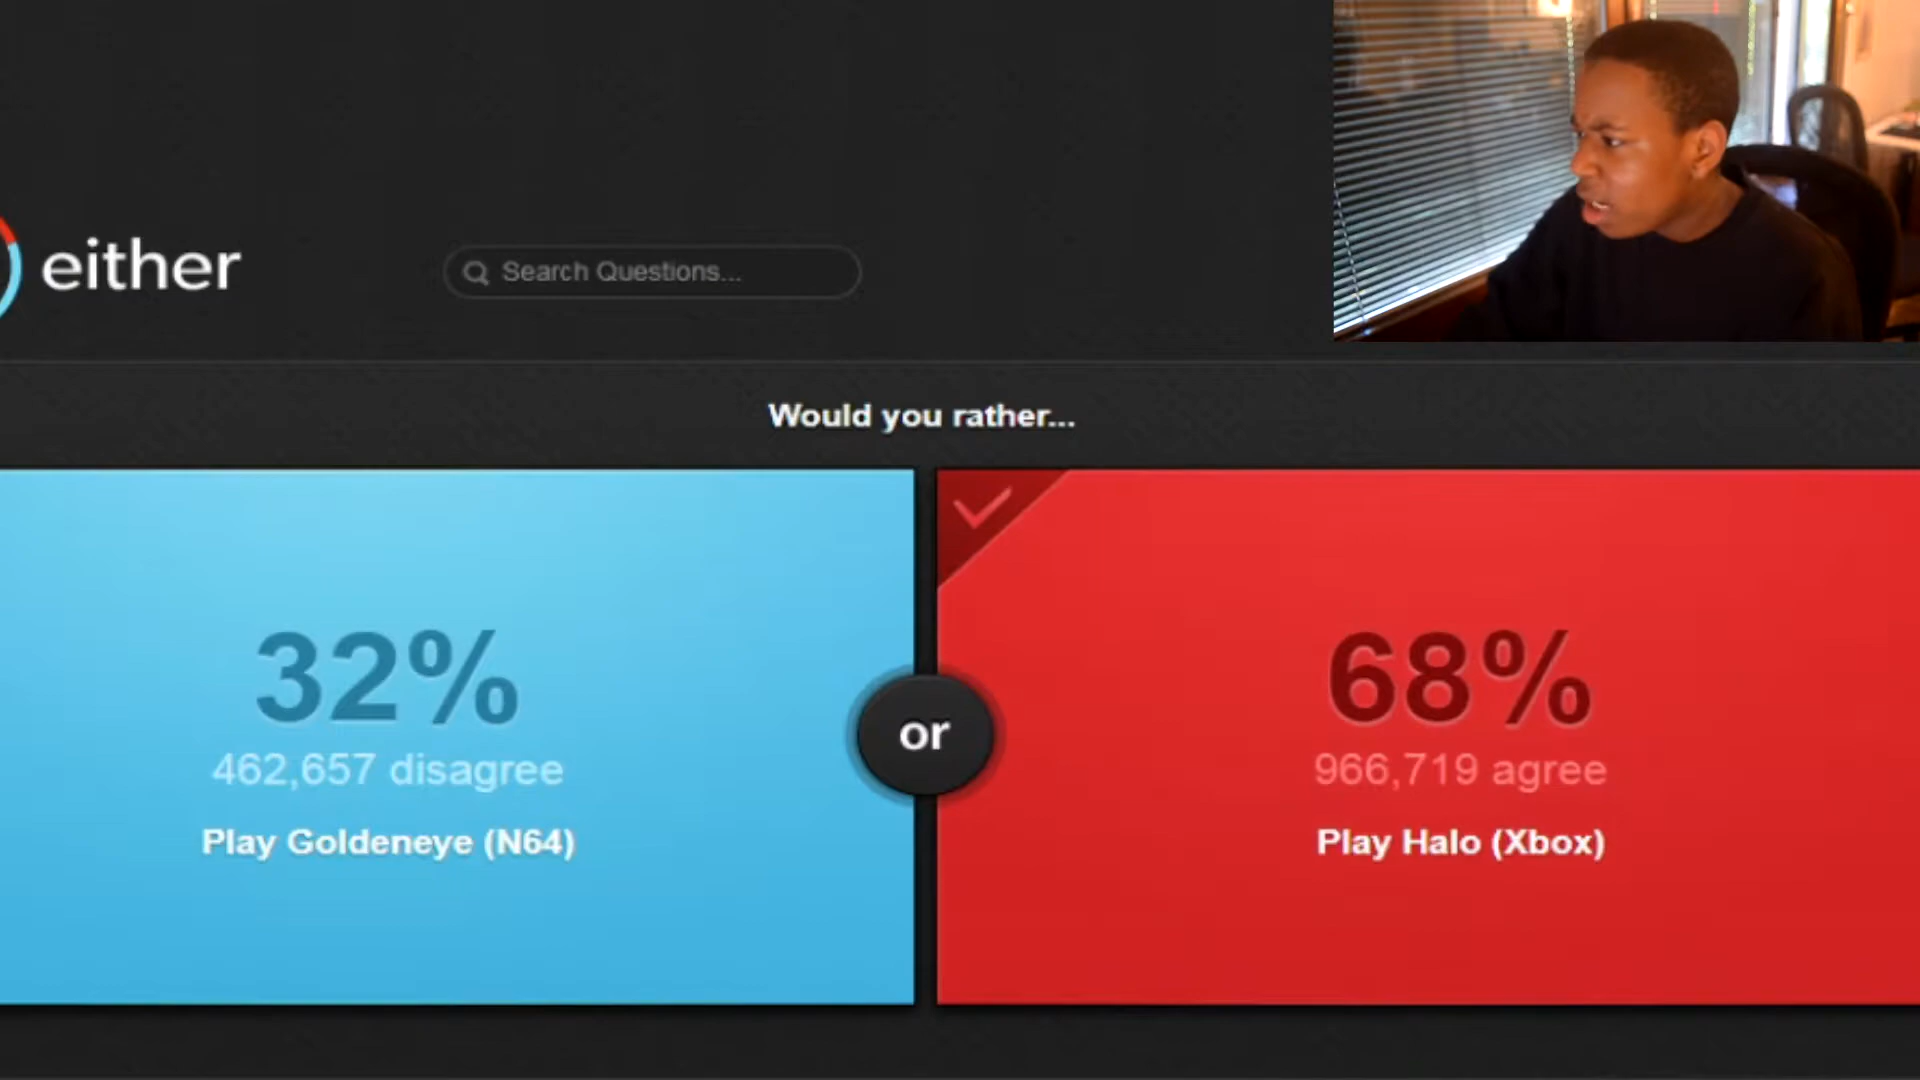 either
Search Questions...
Would you rather...
32%
462,657 disagree
Play Goldeneye (N64)
or
68%
966,719 agree
Play Halo (Xbox)